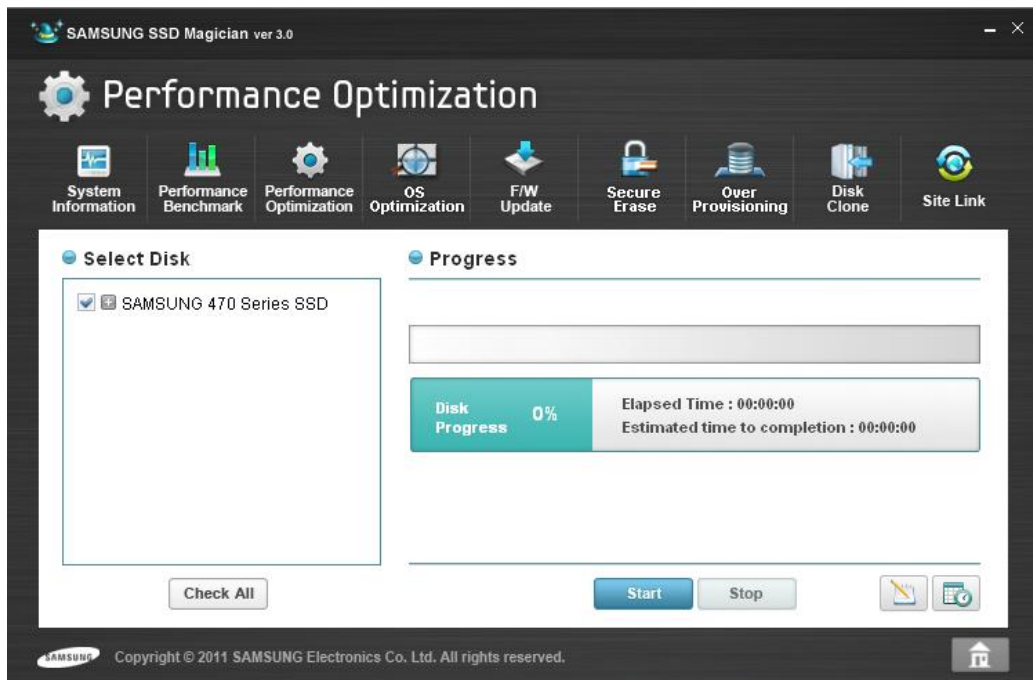 SAMSUNG SSD Magician ver 3.0
Performance Optimization
System Information
Performance Benchmark
Performance Optimization
OS Optimization
F/W Update
Secure Erase
Over Provisioning
Disk Clone
Site Link
Select Disk
SAMSUNG 470 Series SSD
Check All
Progress
Disk Progress 0%
Elapsed Time : 00:00:00
Estimated time to completion : 00:00:00
Start
Stop
SAMSUNG
Copyright © 2011 SAMSUNG Electronics Co. Ltd. All rights reserved.